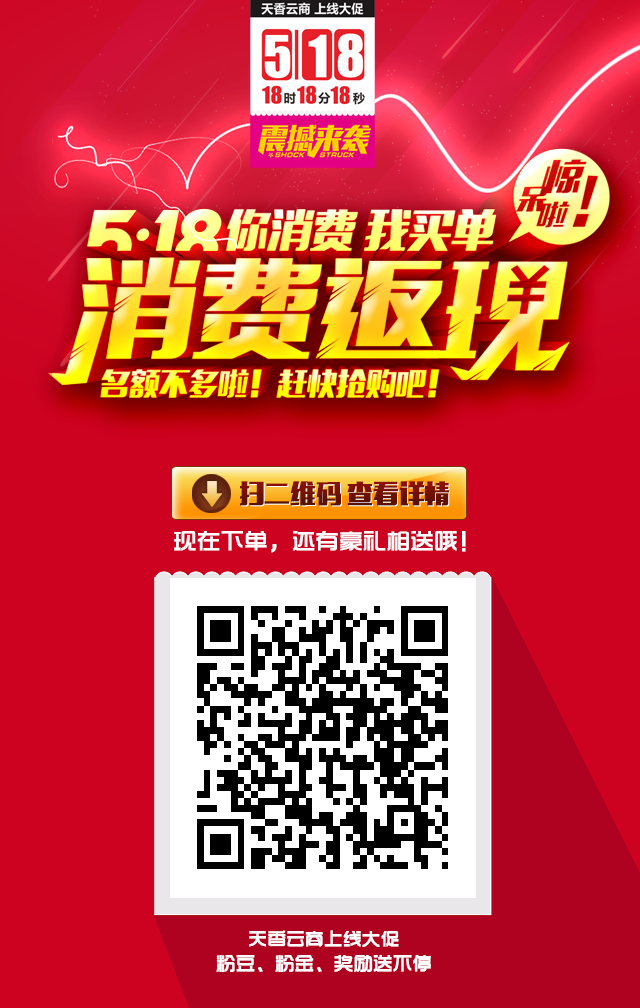 天香云商 上线大促
5 18
18时18分18秒
震撼来袭
SHOCK STRUCK
惊呆啦!
5·18你消费 我买单
消费返现
名额不多啦! 赶快抢购吧!
扫二维码 查看详情
现在下单，还有豪礼相送哦!
天香云商上线大促
粉豆、粉金、奖励送不停